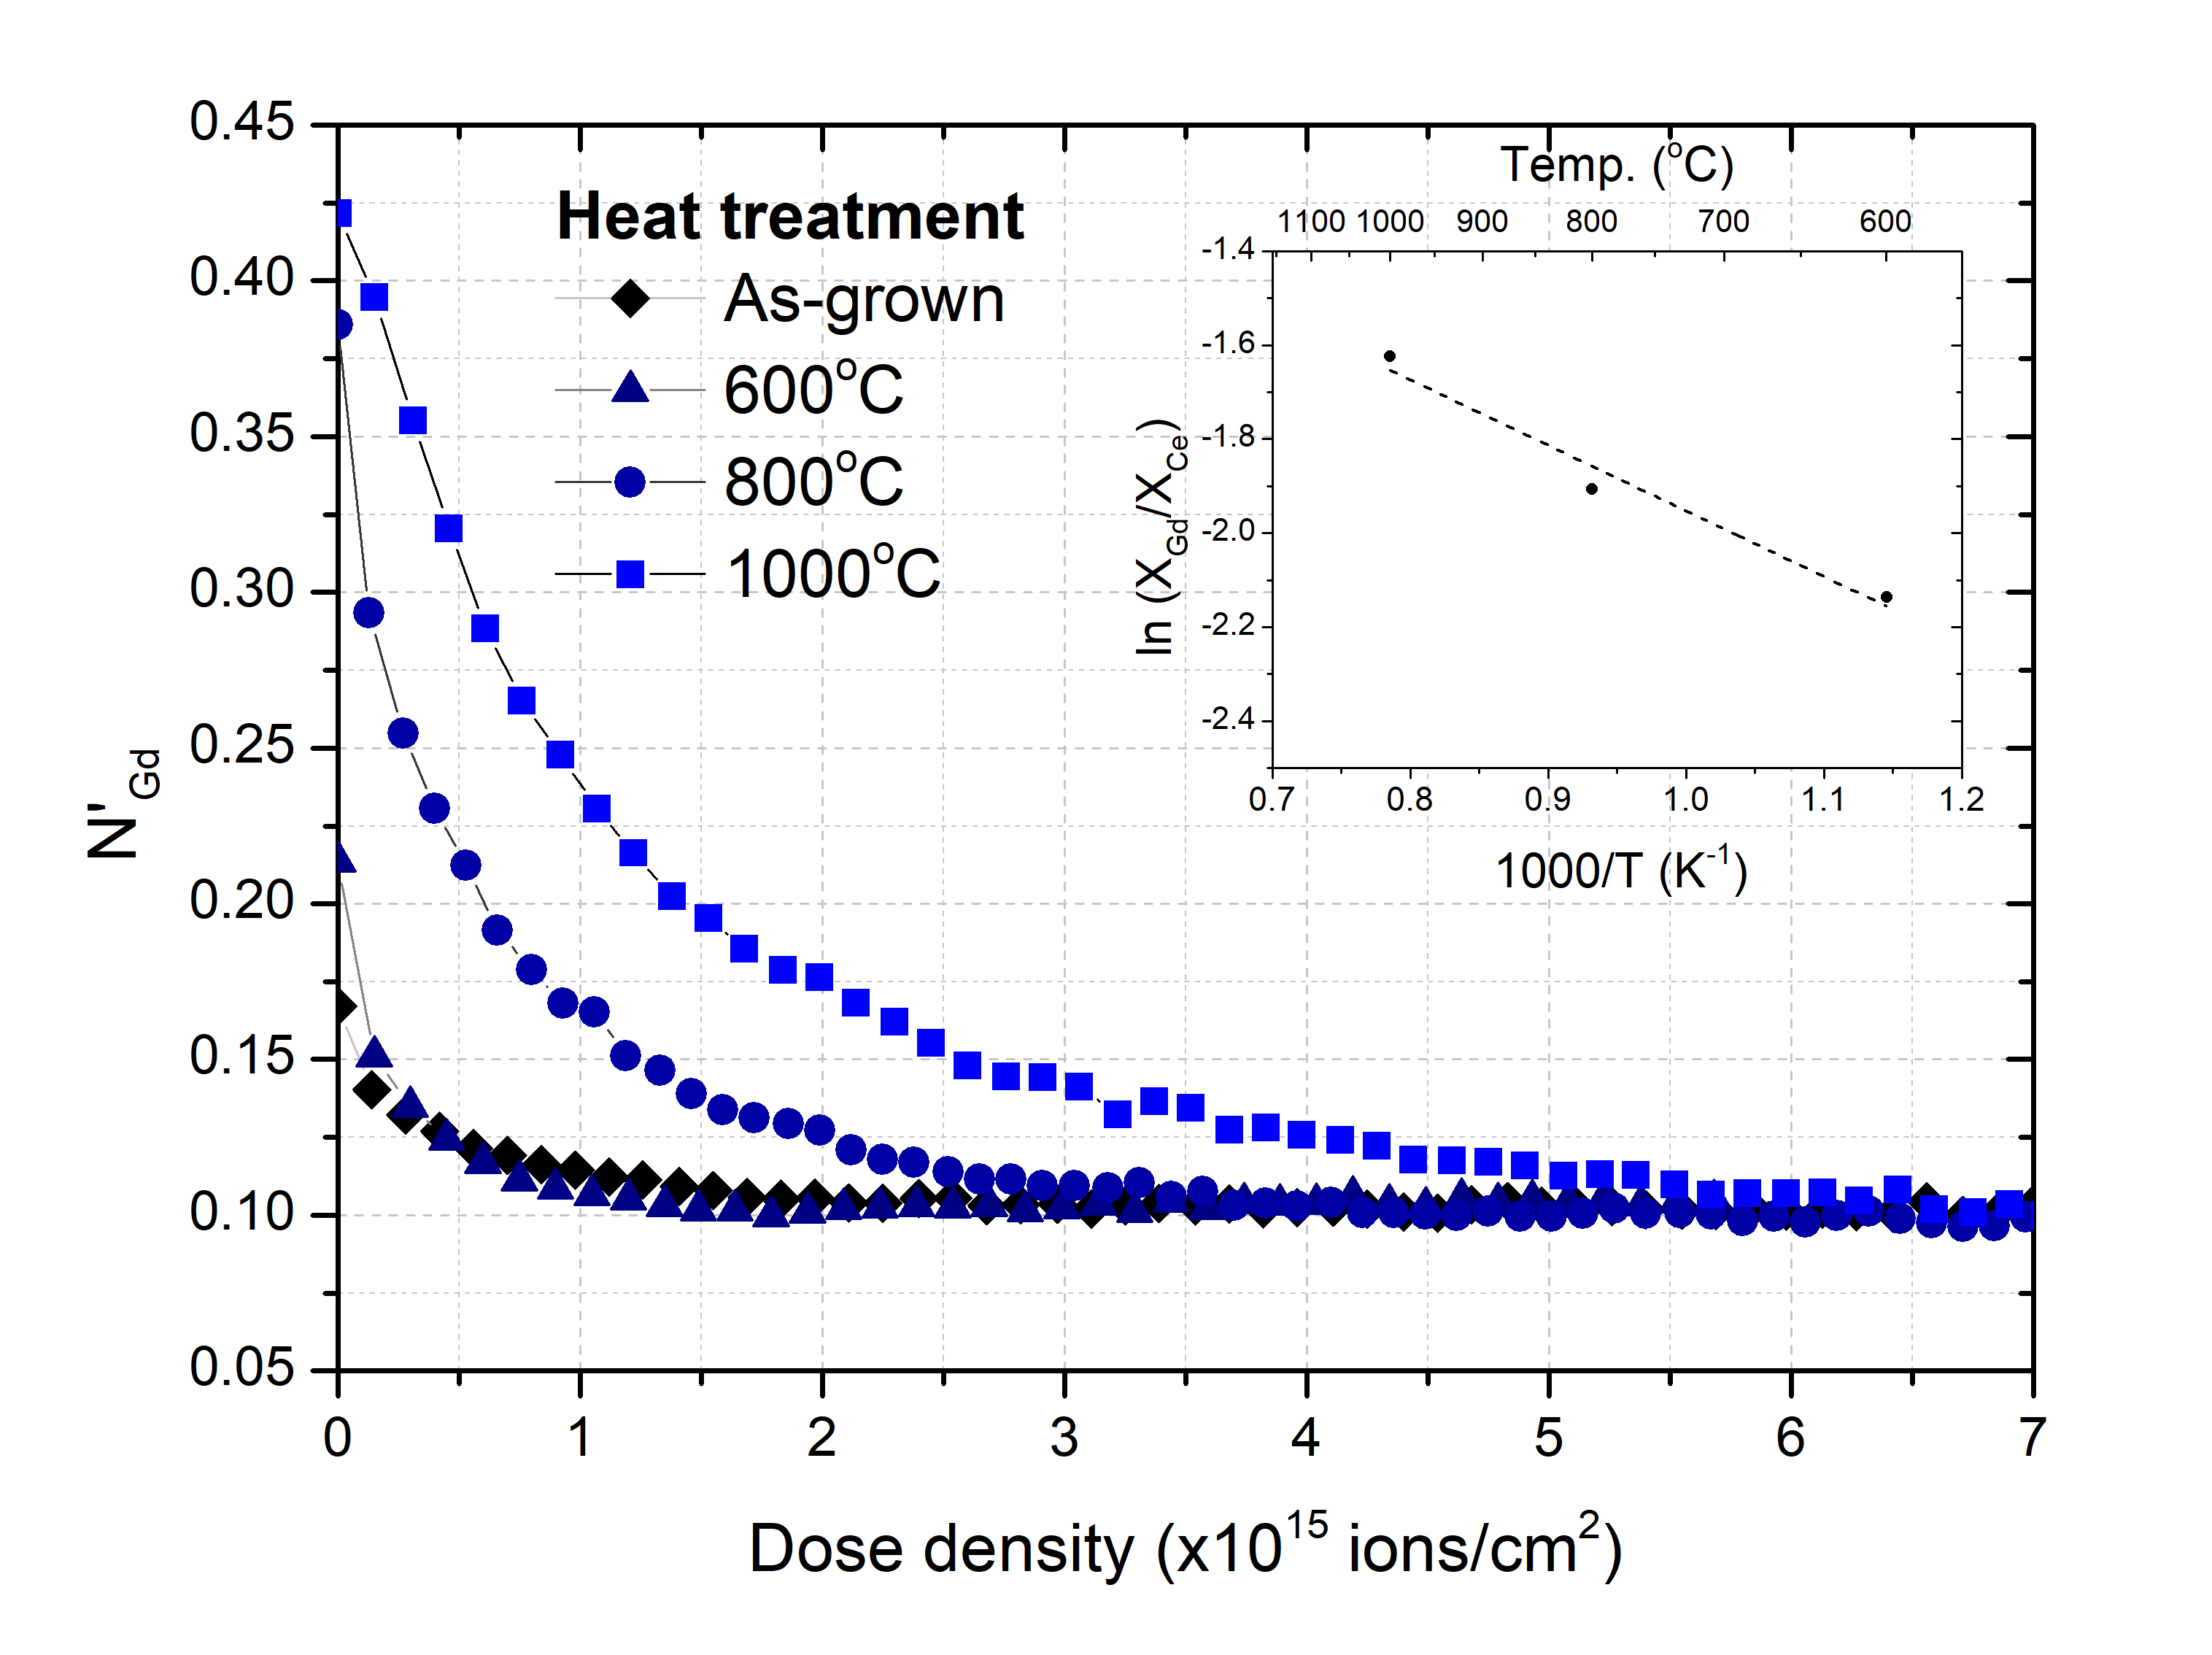 0.45
0.40
0.35
0.30
0.25
0.20
0.15
0.10
0.05
N'Gd
Heat treatment
As-grown
600°C
800°C
1000°C
Temp. (°C)
1100 1000 900 800 700 600
-1.4
-1.6
-1.8
-2.0
-2.2
-2.4
ln (XGd/XCe)
0.7 0.8 0.9 1.0 1.1 1.2
1000/T (K⁻¹)
0 1 2 3 4 5 6 7
Dose density (x10¹⁵ ions/cm²)